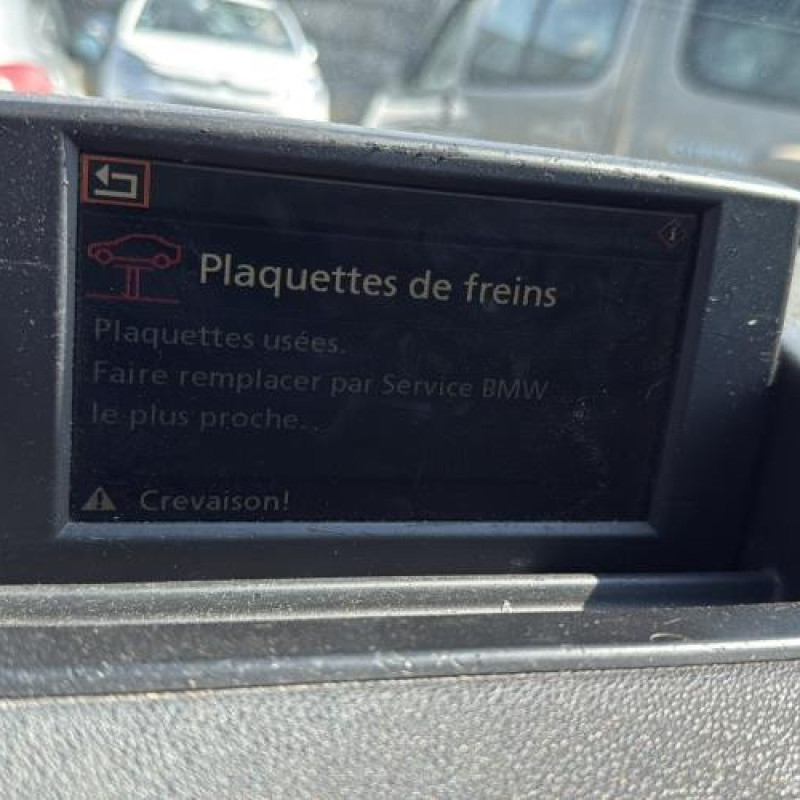 Plaquettes de freins
Plaquettes usées.
Faire remplacer par Service BMW
le plus proche.
Crevaison!